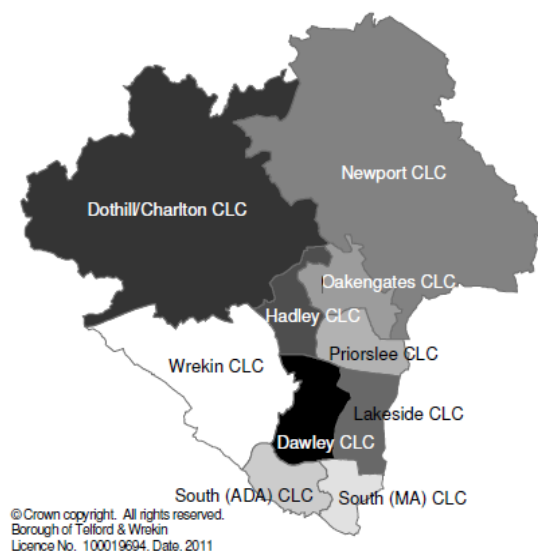 Newport CLC
Dothill/Charlton CLC
Oakengates CLC
Hadley CLC
Priorslee CLC
Wrekin CLC
Lakeside CLC
Dawley CLC
South (ADA) CLC
South (MA) CLC
© Crown copyright. All rights reserved.
Borough of Telford & Wrekin
Licence No. 100019694. Date. 2011